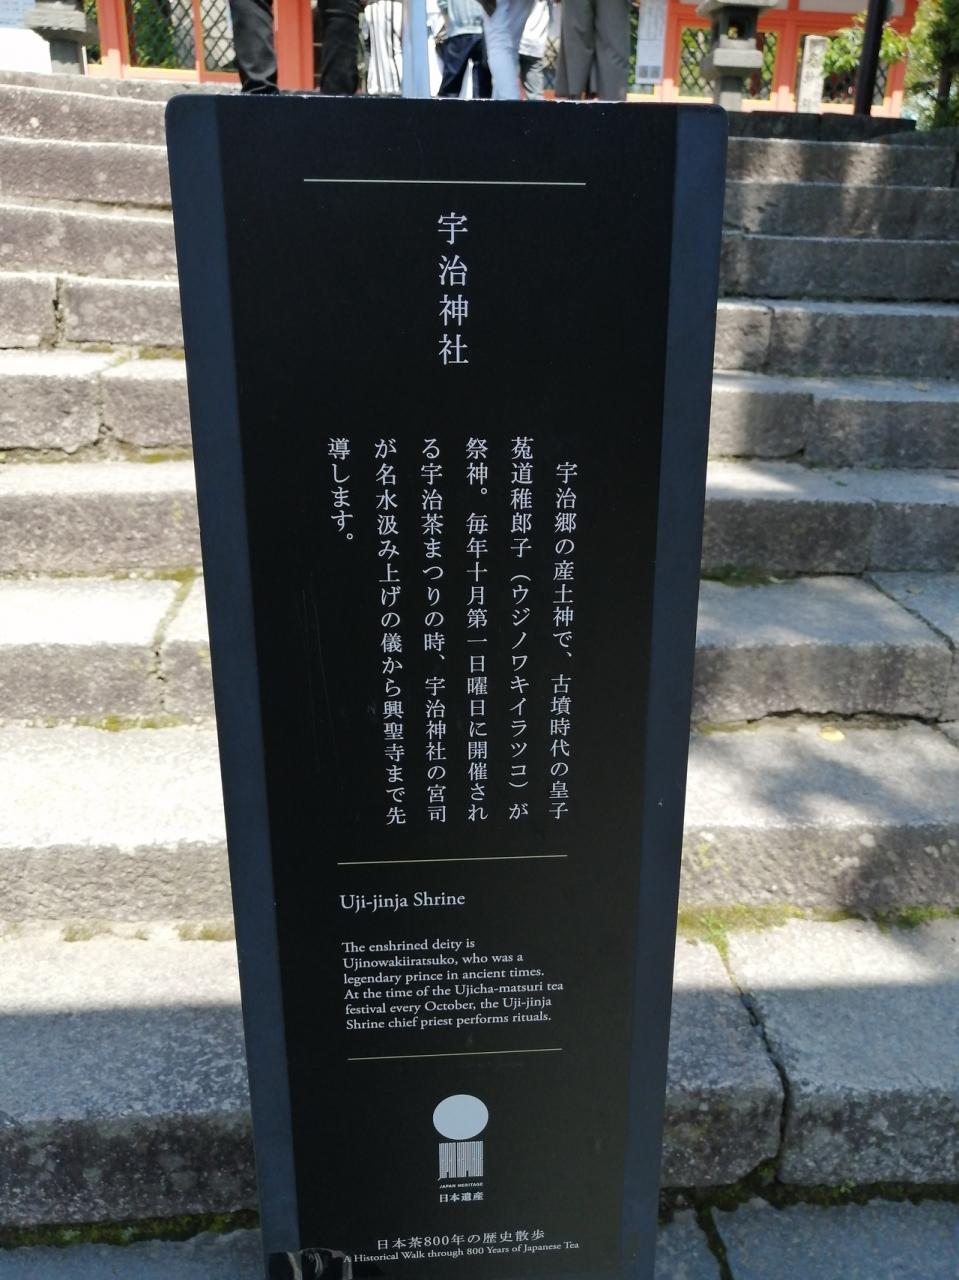 宇治神社
宇治郷の産土神で、古墳時代の皇子
菟道稚郎子（ウジノワキイラツコ）が
祭神。毎年十月第一日曜日に開催され
る宇治茶まつりの時、宇治神社の宮司
が名水汲み上げの儀から興聖寺まで先
導します。
Uji-jinja Shrine
The enshrined deity is
Ujinowakiiratsuko, who was a
legendary prince in ancient times.
At the time of the Ujicha-matsuri tea
festival every October, the Uji-jinja
Shrine chief priest performs rituals.
JAPAN HERITAGE
日本遺産
日本茶800年の歴史散歩
A Historical Walk through 800 Years of Japanese Tea